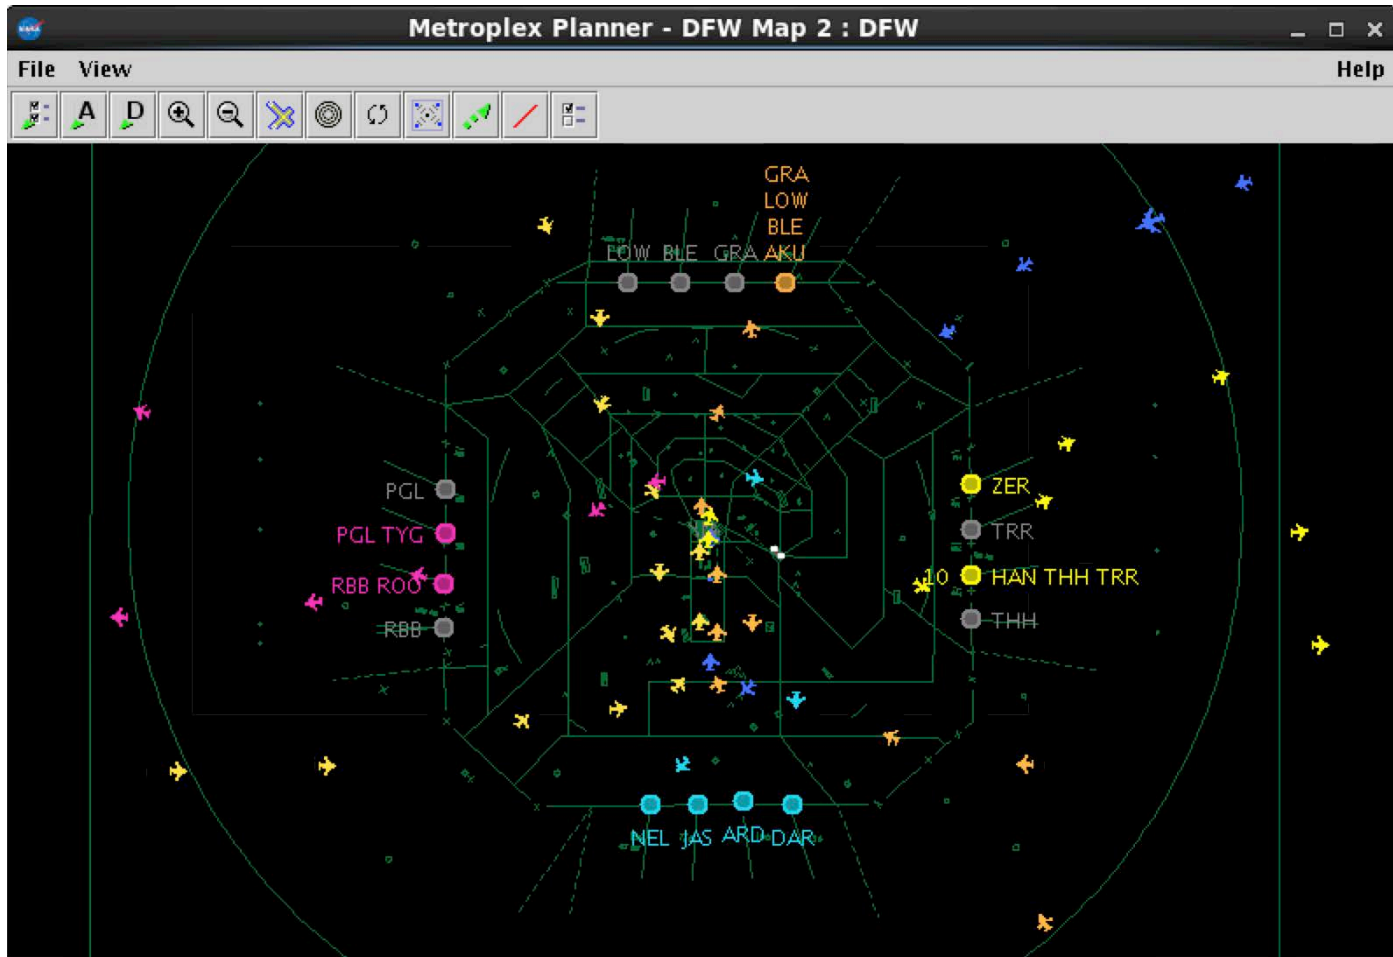 Metroplex Planner - DFW Map 2 : DFW
File View Help
A D
GRA
LOW
BLE
LOW BLE GRA AKU
PGL
ZER
PGL TYG
TRR
RBB ROO
10 HAN THH TRR
RBB
THH
NEL JAS ARD DAR